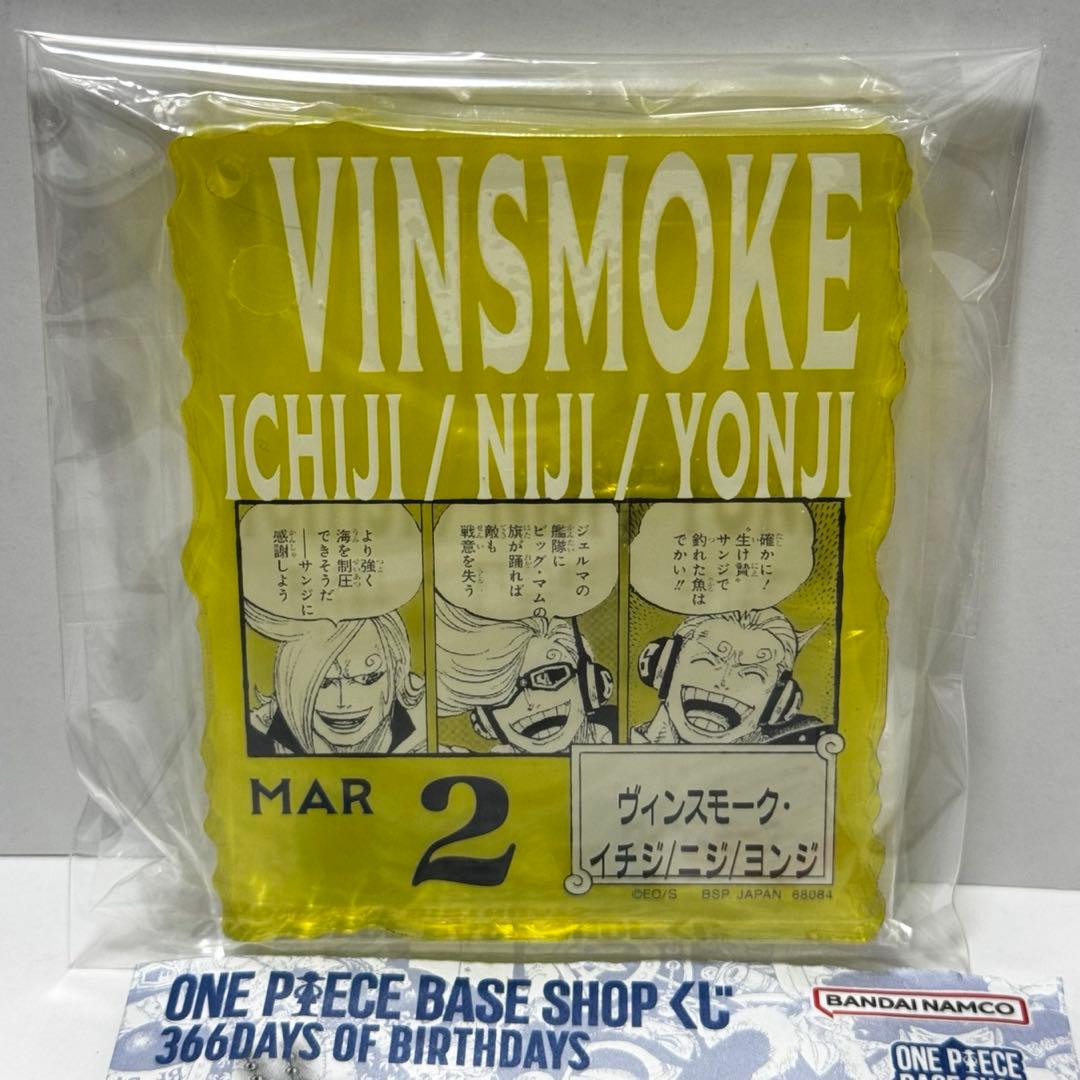 VINSMOKE
ICHIJI / NIJI / YONJI
確かに！
"生け贄"
サンジで
釣れた魚は
でかい!!
ジェルマの
艦隊に
ビッグ・マムの
旗が踊れば
敵も
戦意を失う
より強く
海を制圧
できそうだ
――サンジに
感謝しよう
MAR 2
ヴィンスモーク・
イチジ/ニジ/ヨンジ
©EO/S BSP. JAPAN 68084
ONE PIECE BASE SHOP くじ
366DAYS OF BIRTHDAYS
BANDAI NAMCO
ONE PIECE